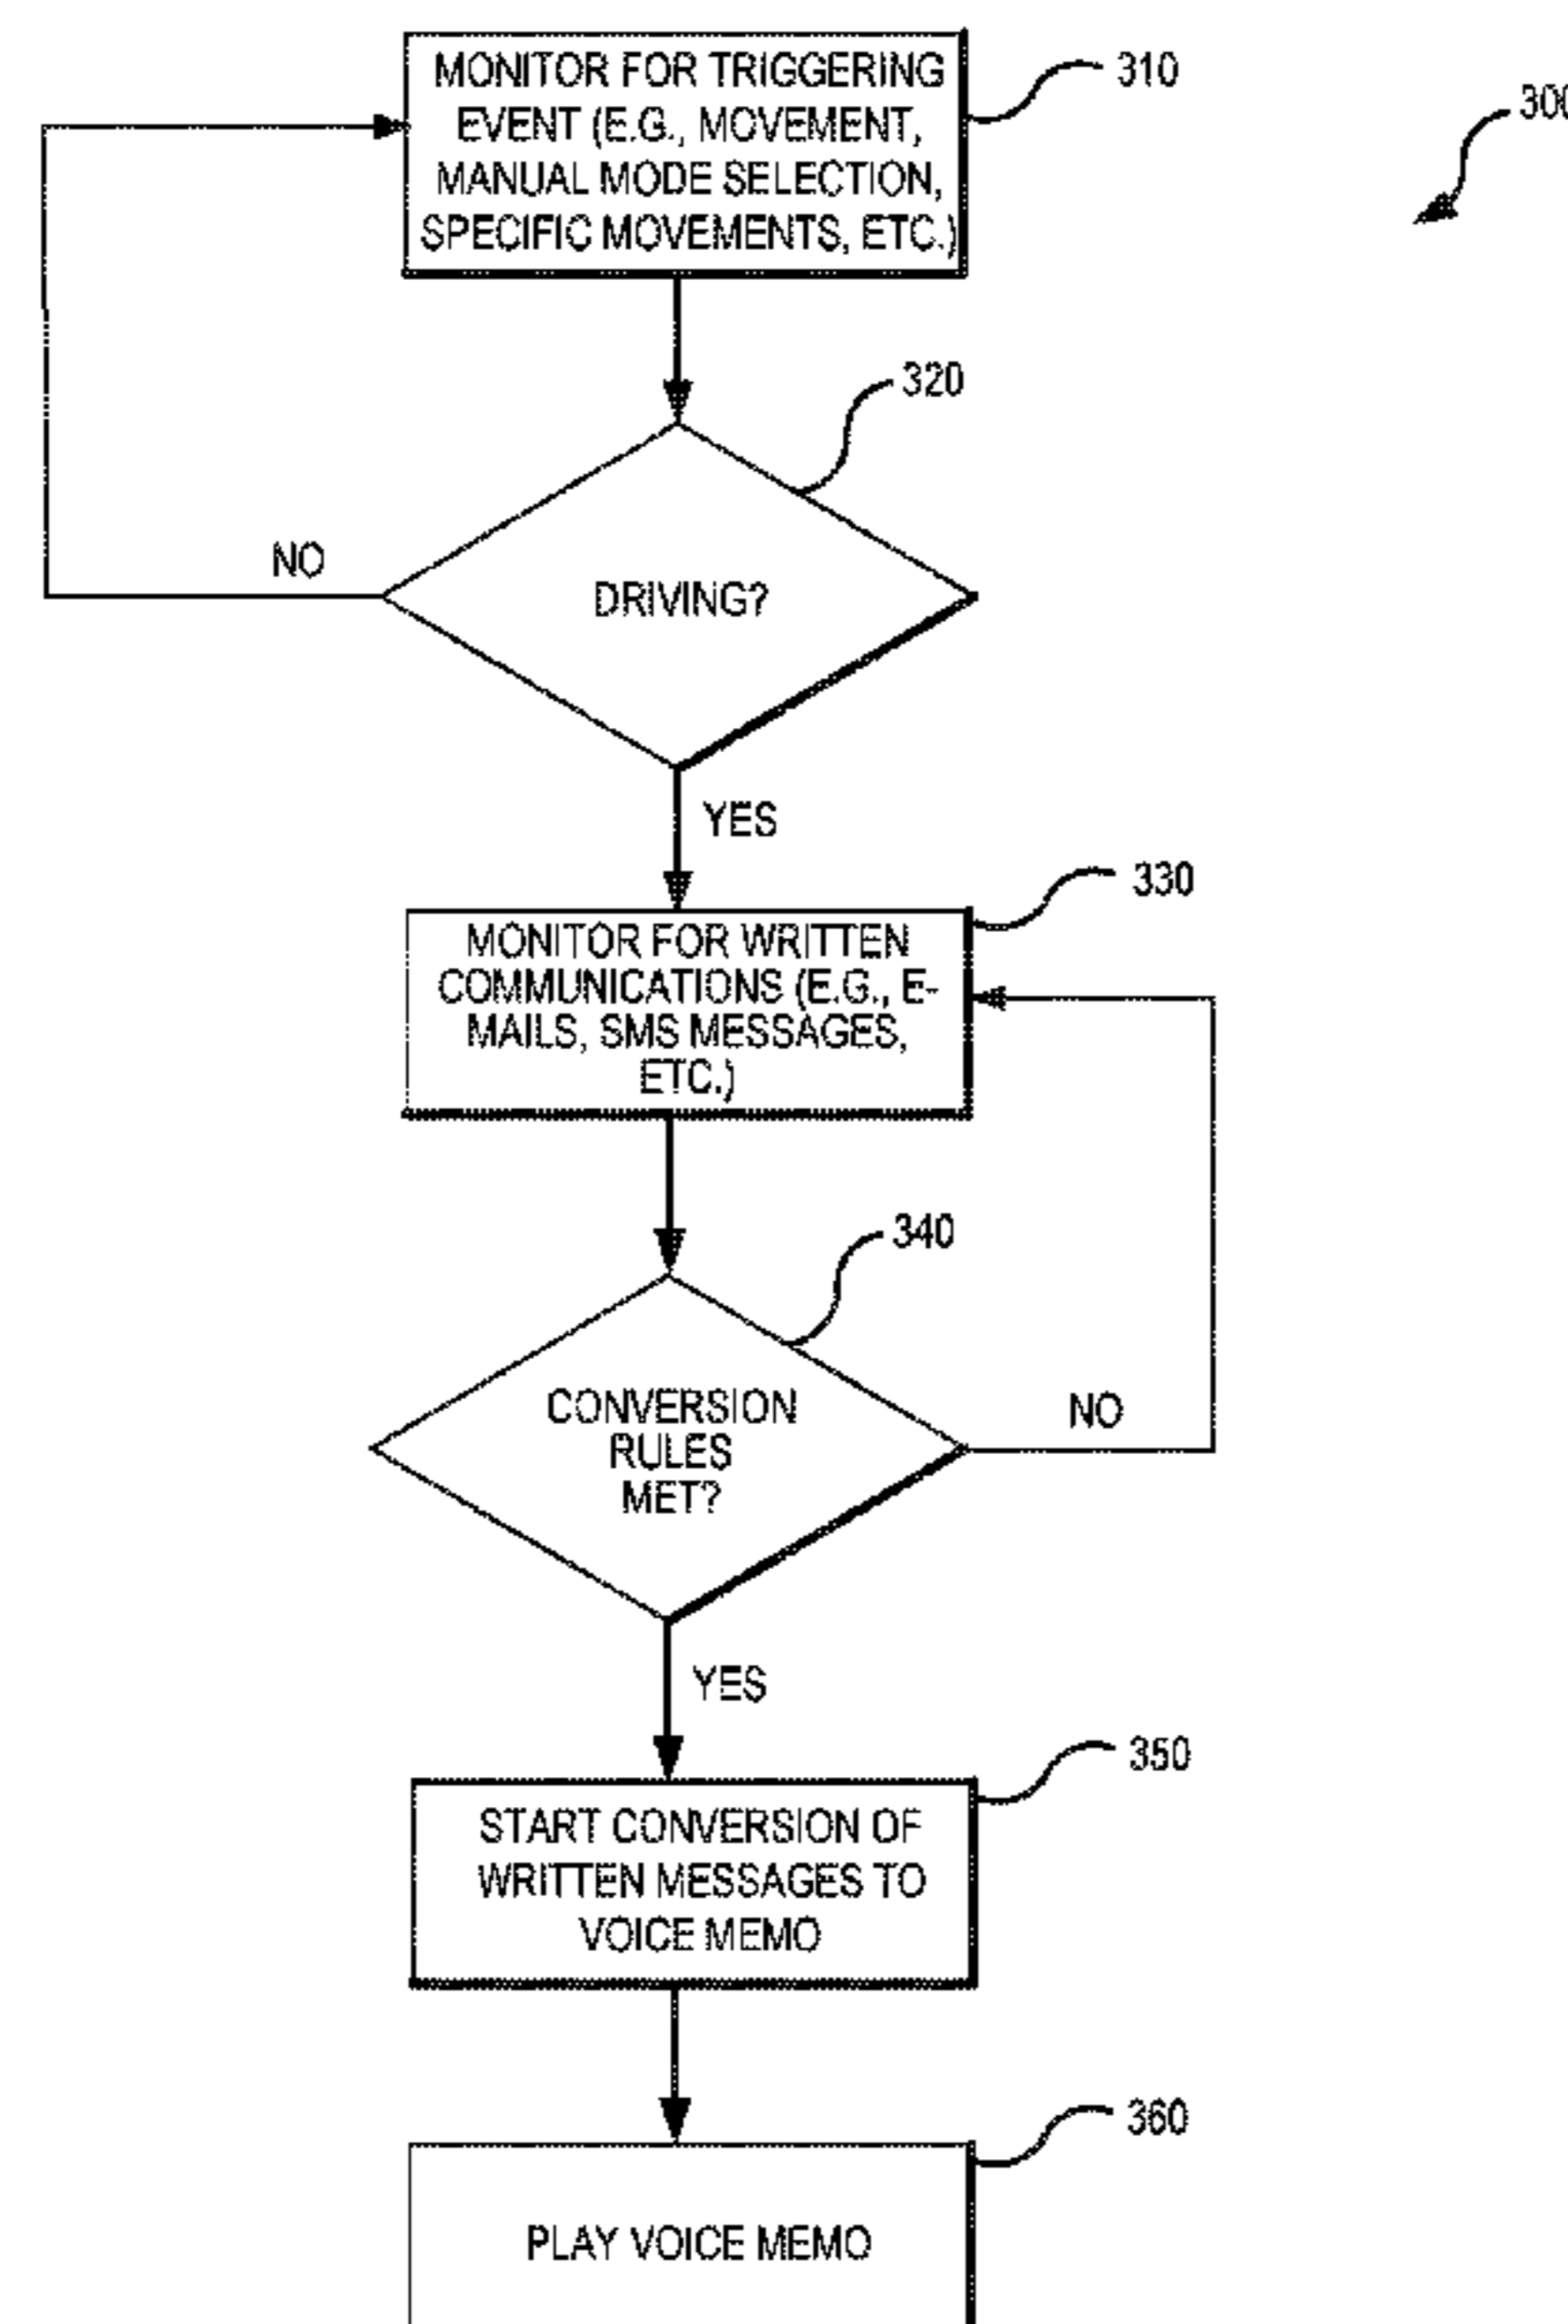 MONITOR FOR TRIGGERING
EVENT (E.G., MOVEMENT,
MANUAL MODE SELECTION,
SPECIFIC MOVEMENTS, ETC.)
310
300
320
DRIVING?
NO
YES
330
MONITOR FOR WRITTEN
COMMUNICATIONS (E.G., E-
MAILS, SMS MESSAGES,
ETC.)
340
CONVERSION
RULES
MET?
NO
YES
350
START CONVERSION OF
WRITTEN MESSAGES TO
VOICE MEMO
360
PLAY VOICE MEMO